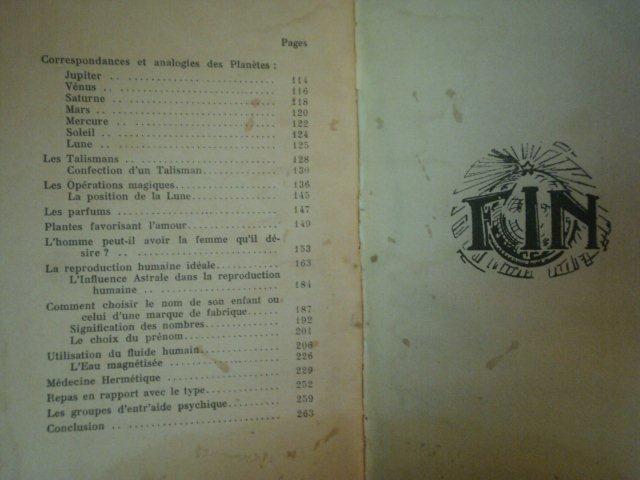 Pages
Correspondances et analogies des Planètes :
Jupiter .. .................................... 114
Vénus .. .................................... 116
Saturne .. .................................... 118
Mars .. .................................... 120
Mercure .. .................................... 122
Soleil .. .................................... 124
Lune .. .................................... 125
Les Talismans .. .................................... 128
Confection d'un Talisman.................... 130
Les Opérations magiques.................... 136
La position de la Lune.................... 145
Les parfums .. .................................... 147
Plantes favorisant l'amour.................... 149
L'homme peut-il avoir la femme qu'il dé-
sire ? .. .................................... 153
La reproduction humaine idéale.................... 163
L'Influence Astrale dans la reproduction
humaine .. .................................... 184
Comment choisir le nom de son enfant ou
celui d'une marque de fabrique.......... 187
Signification des nombres.................... 192
Le choix du prénom.................... 201
Utilisation du fluide humain.................... 206
L'Eau magnétisée .. .................... 226
Médecine Hermétique .. .................... 229
Repas en rapport avec le type.................... 252
Les groupes d'entr'aide psychique.......... 259
Conclusion .. .................................... 263
FIN